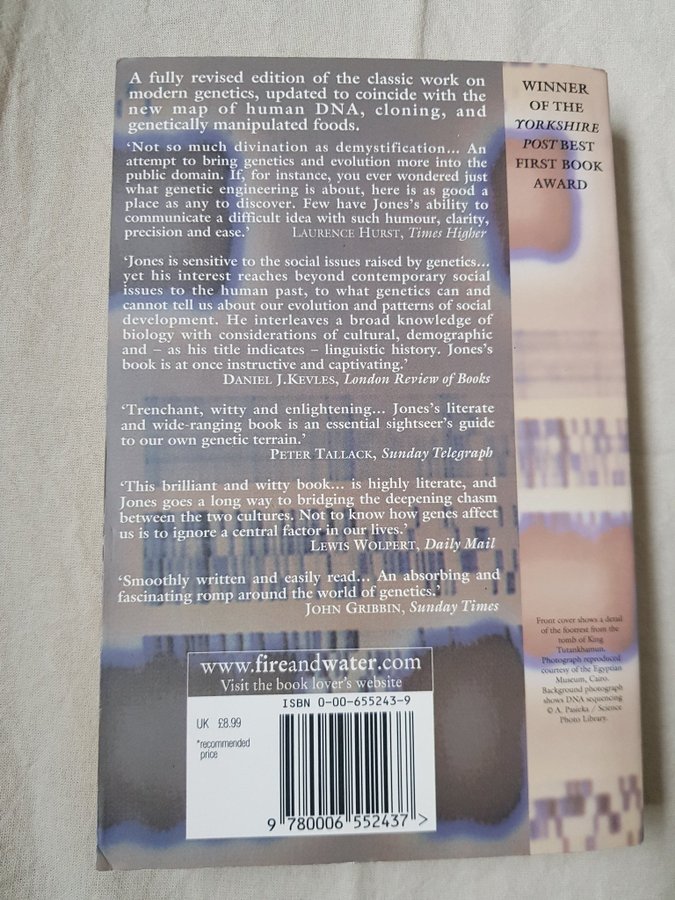 A fully revised edition of the classic work on
modern genetics, updated to coincide with the
new map of human DNA, cloning, and
genetically manipulated foods.
‘Not so much divination as demystification... An
attempt to bring genetics and evolution more into the
public domain. If, for instance, you ever wondered just
what genetic engineering is about, here is as good a
place as any to discover. Few have Jones's ability to
communicate a difficult idea with such humour, clarity,
precision and ease.’ LAURENCE HURST, Times Higher
‘Jones is sensitive to the social issues raised by genetics...
yet his interest reaches beyond contemporary social
issues to the human past, to what genetics can and
cannot tell us about our evolution and patterns of social
development. He interleaves a broad knowledge of
biology with considerations of cultural, demographic
and – as his title indicates – linguistic history. Jones's
book is at once instructive and captivating.’
DANIEL J.KEVLES, London Review of Books
‘Trenchant, witty and enlightening... Jones's literate
and wide-ranging book is an essential sightseer's guide
to our own genetic terrain.’
PETER TALLACK, Sunday Telegraph
‘This brilliant and witty book... is highly literate, and
Jones goes a long way to bridging the deepening chasm
between the two cultures. Not to know how genes affect
us is to ignore a central factor in our lives.’
LEWIS WOLPERT, Daily Mail
‘Smoothly written and easily read... An absorbing and
fascinating romp around the world of genetics.’
JOHN GRIBBIN, Sunday Times
www.fireandwater.com
Visit the book lover's website
ISBN 0-00-655243-9
UK £8.99
*recommended
price
9 780006 552437 >
WINNER
OF THE
YORKSHIRE
POST BEST
FIRST BOOK
AWARD
Front cover shows a detail
of the footrest from the
tomb of King
Tutankhamun.
Photograph reproduced
courtesy of the Egyptian
Museum, Cairo.
Background photograph
shows DNA sequencing
© A. Pasieka / Science
Photo Library.